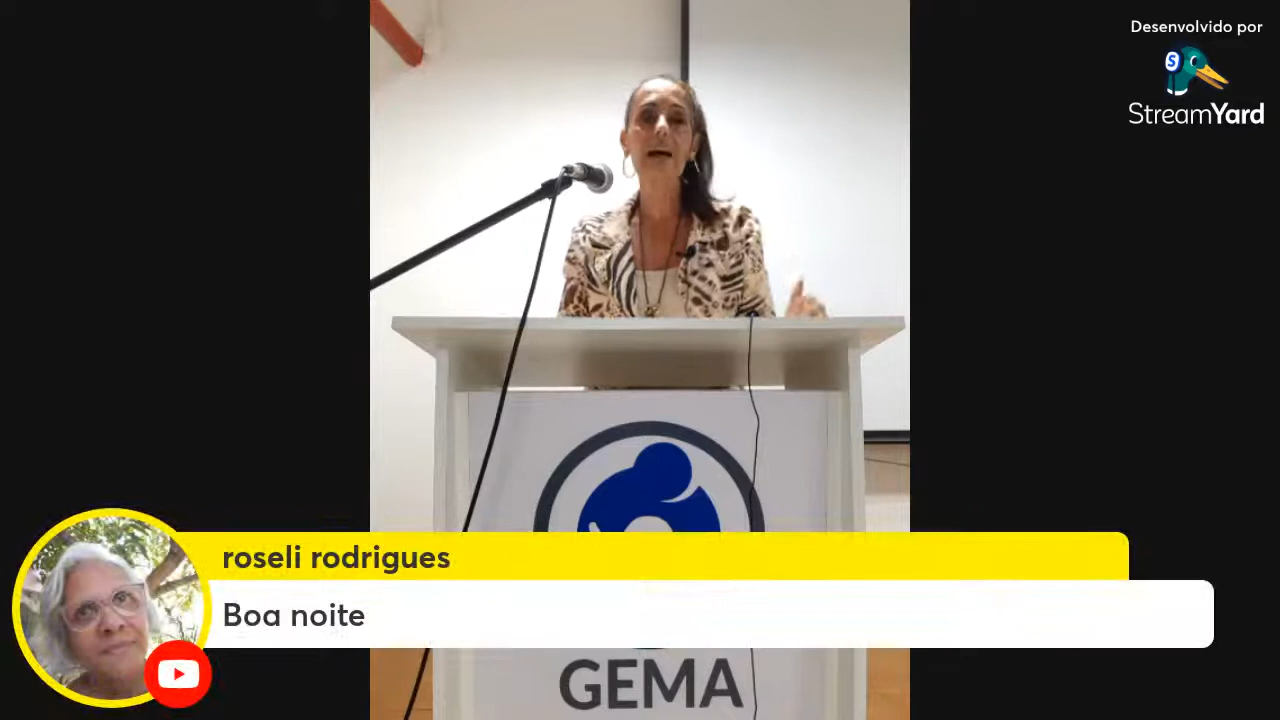 Desenvolvido por
StreamYard
roseli rodrigues
Boa noite
GEMA